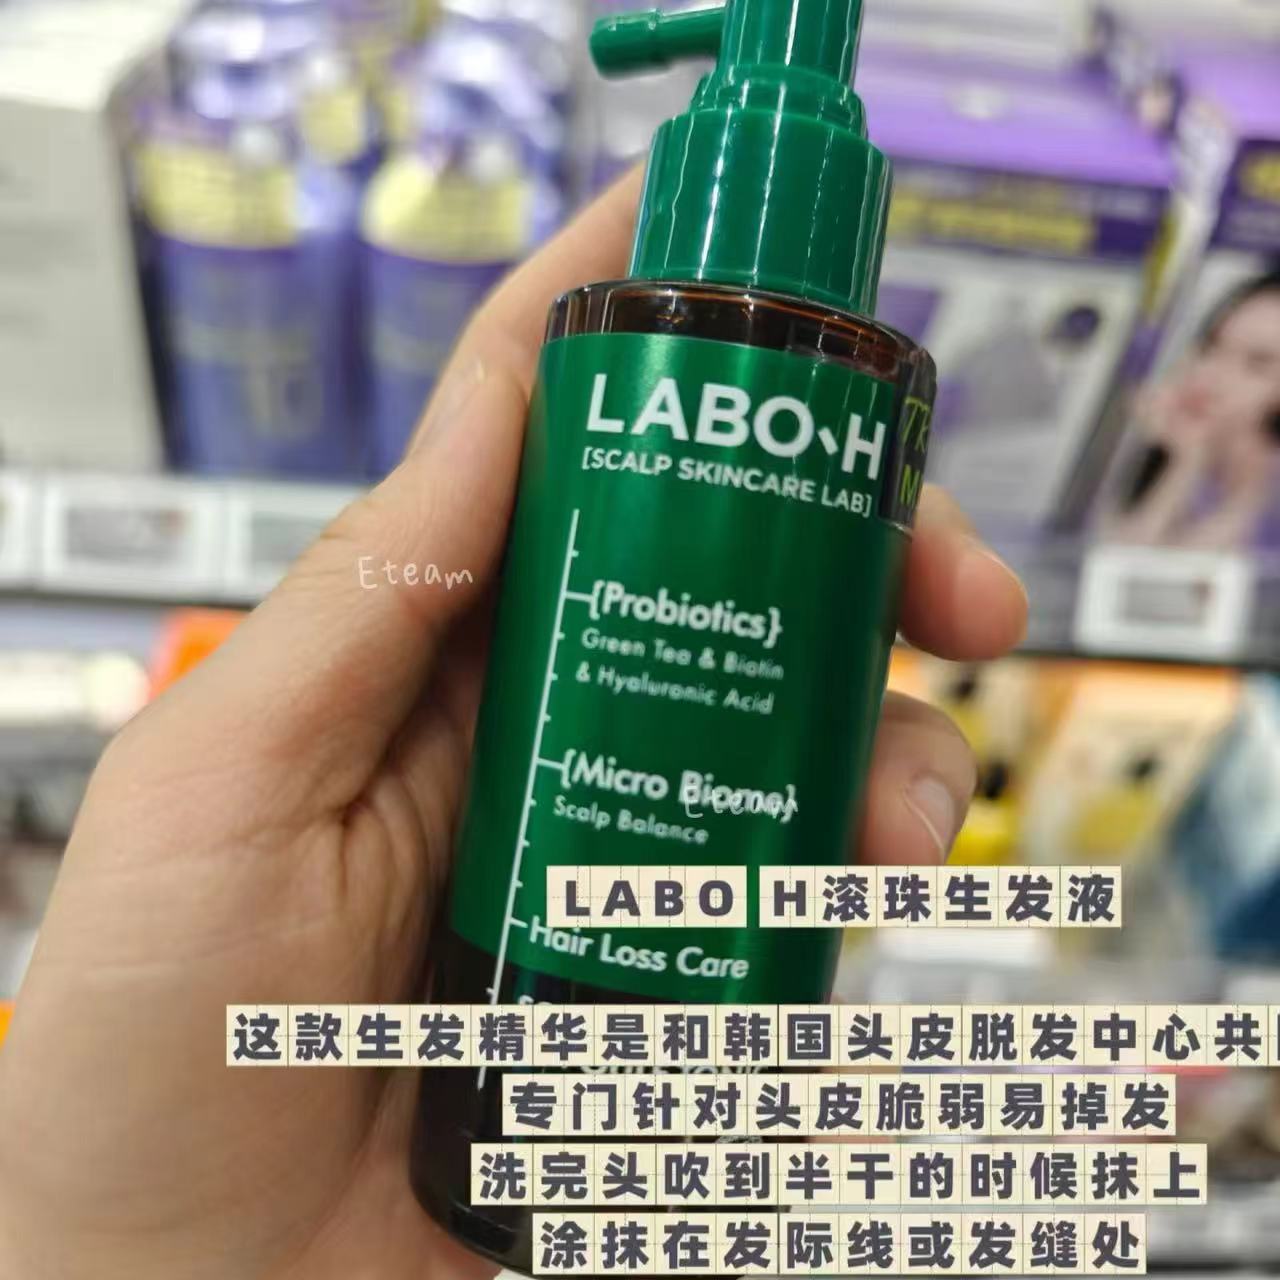 LABO、H
[SCALP SKINCARE LAB]
{Probiotics}
Green Tea & Biotin
& Hyaluronic Acid
Eteam
{Micro Biome}
Eteam
Scalp Balance
LABO H滚珠生发液
Hair Loss Care
这款生发精华是和韩国头皮脱发中心共
专门针对头皮脆弱易掉发
洗完头吹到半干的时候抹上
涂抹在发际线或发缝处